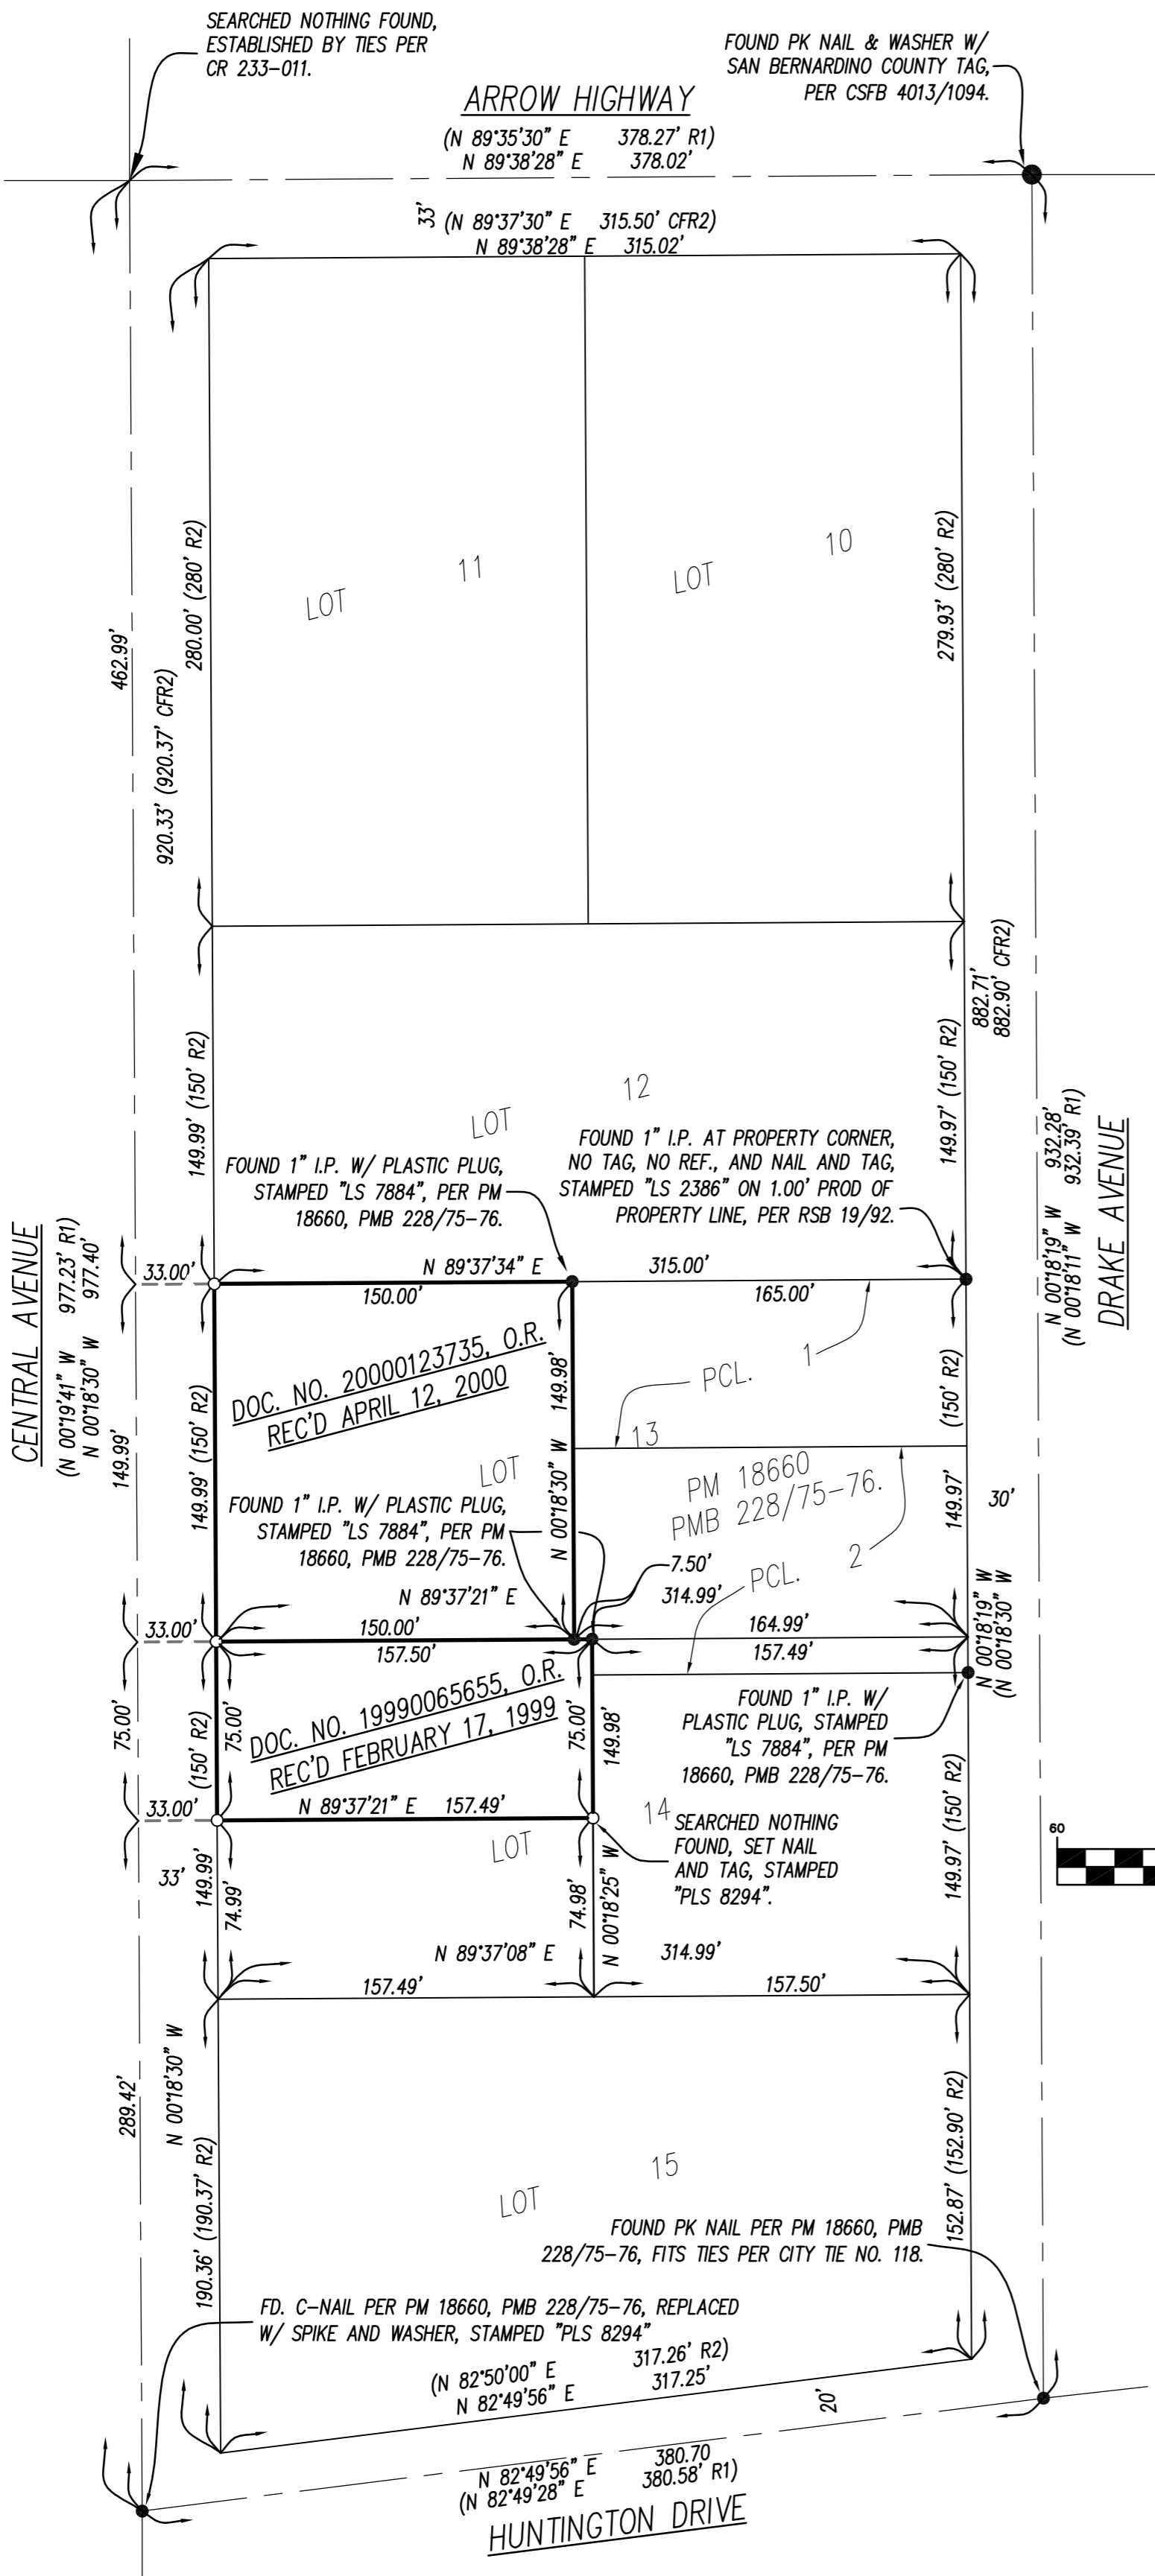 SEARCHED NOTHING FOUND,
ESTABLISHED BY TIES PER
CR 233-011.
FOUND PK NAIL & WASHER W/
SAN BERNARDINO COUNTY TAG,
PER CSFB 4013/1094.
ARROW HIGHWAY
(N 89°35'30" E 378.27' R1)
N 89°38'28" E 378.02'
33'
(N 89°37'30" E 315.50' CFR2)
N 89°38'28" E 315.02'
280.00' (280' R2)
LOT 11
LOT 10
279.93' (280' R2)
462.99'
920.33' (920.37' CFR2)
882.71'
882.90' CFR2)
149.99' (150' R2)
LOT 12
149.97' (150' R2)
FOUND 1" I.P. W/ PLASTIC PLUG,
STAMPED "LS 7884", PER PM
18660, PMB 228/75-76.
FOUND 1" I.P. AT PROPERTY CORNER,
NO TAG, NO REF., AND NAIL AND TAG,
STAMPED "LS 2386" ON 1.00' PROD OF
PROPERTY LINE, PER RSB 19/92.
N 00°18'19" W 932.28'
(N 00°18'11" W 932.39' R1)
DRAKE AVENUE
CENTRAL AVENUE
(N 00°19'41" W 977.23' R1)
N 00°18'30" W 977.40'
33.00'
N 89°37'34" E
315.00'
150.00'
165.00'
DOC. NO. 20000123735, O.R.
REC'D APRIL 12, 2000
149.98'
N 00°18'30" W
PCL. 1
(150' R2)
149.99'
149.99' (150' R2)
LOT 13
PM 18660
PMB 228/75-76.
149.97'
30'
FOUND 1" I.P. W/ PLASTIC PLUG,
STAMPED "LS 7884", PER PM
18660, PMB 228/75-76.
7.50'
PCL. 2
N 89°37'21" E
314.99'
33.00'
150.00'
164.99'
157.50'
157.49'
N 00°18'19" W
(N 00°18'30" W
75.00'
(150' R2)
75.00'
DOC. NO. 19990065655, O.R.
REC'D FEBRUARY 17, 1999
75.00'
149.98'
FOUND 1" I.P. W/
PLASTIC PLUG, STAMPED
"LS 7884", PER PM
18660, PMB 228/75-76.
33.00'
N 89°37'21" E 157.49'
LOT 14
SEARCHED NOTHING
FOUND, SET NAIL
AND TAG, STAMPED
"PLS 8294".
149.97' (150' R2)
60
33'
149.99'
74.99'
74.98'
N 00°18'25" W
N 89°37'08" E
314.99'
157.49'
157.50'
289.42'
N 00°18'30" W
190.36' (190.37' R2)
LOT 15
152.87' (152.90' R2)
FOUND PK NAIL PER PM 18660, PMB
228/75-76, FITS TIES PER CITY TIE NO. 118.
FD. C-NAIL PER PM 18660, PMB 228/75-76, REPLACED
W/ SPIKE AND WASHER, STAMPED "PLS 8294"
(N 82°50'00" E 317.26' R2)
N 82°49'56" E 317.25'
20'
N 82°49'56" E 380.70
(N 82°49'28" E 380.58' R1)
HUNTINGTON DRIVE